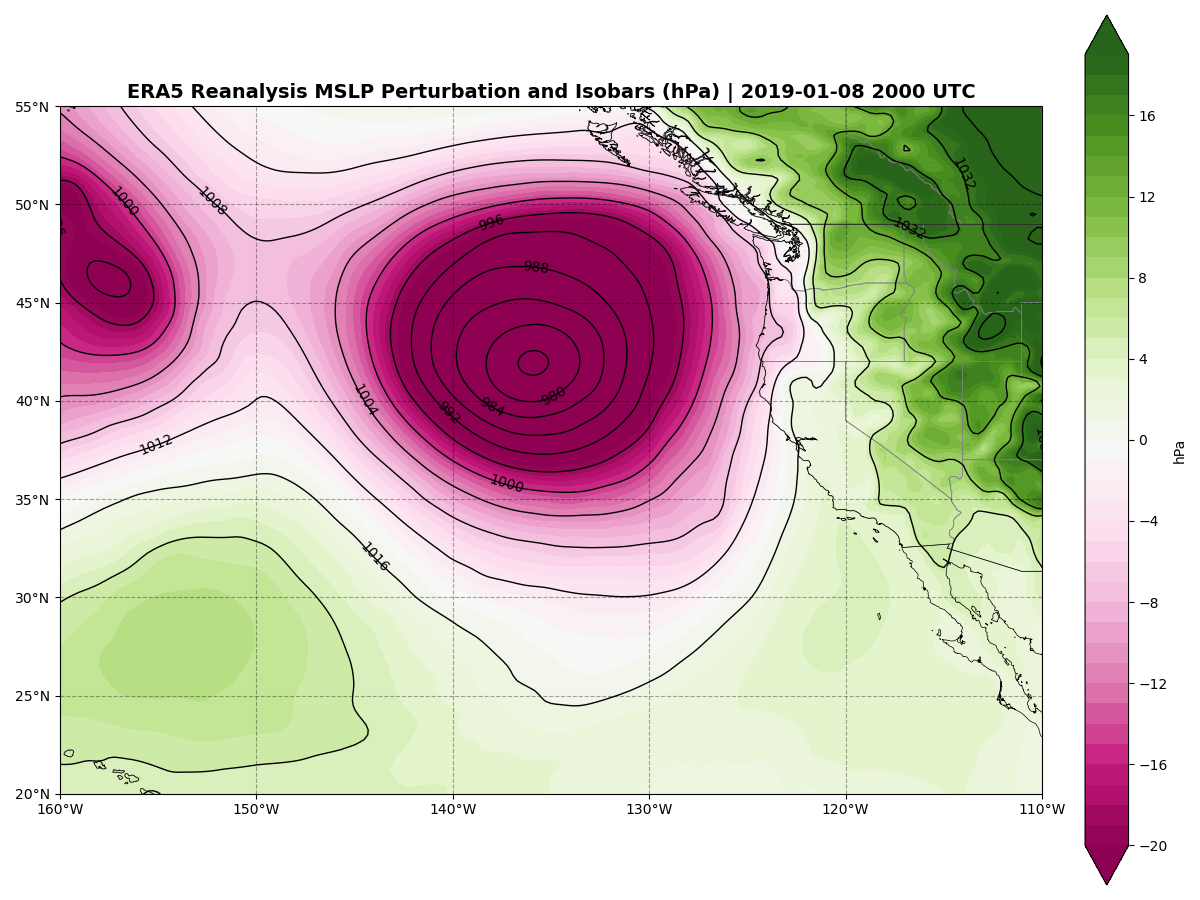 ERA5 Reanalysis MSLP Perturbation and Isobars (hPa) | 2019-01-08 2000 UTC
55°N
50°N
45°N
40°N
35°N
30°N
25°N
20°N
160°W
150°W
140°W
130°W
120°W
110°W
1000
1008
996
988
1032
1032
1004
992
984
980
1012
1000
1016
16
12
8
4
0
−4
−8
−12
−16
−20
hPa